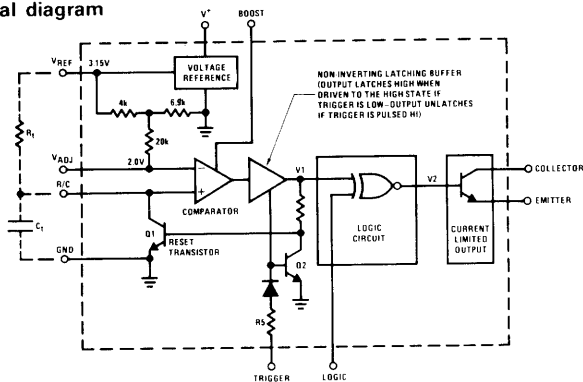 al diagram
V+
BOOST
VREF
3.15V
VOLTAGE
REFERENCE
4k
6.9k
20k
Rt
VADJ
2.0V
R/C
Ct
GND
NON INVERTING LATCHING BUFFER
(OUTPUT LATCHES HIGH WHEN
DRIVEN TO THE HIGH STATE IF
TRIGGER IS LOW–OUTPUT UNLATCHES
IF TRIGGER IS PULSED HI)
−
+
COMPARATOR
V1
LOGIC
CIRCUIT
V2
COLLECTOR
EMITTER
CURRENT
LIMITED
OUTPUT
Q1
RESET
TRANSISTOR
Q2
R5
TRIGGER
LOGIC